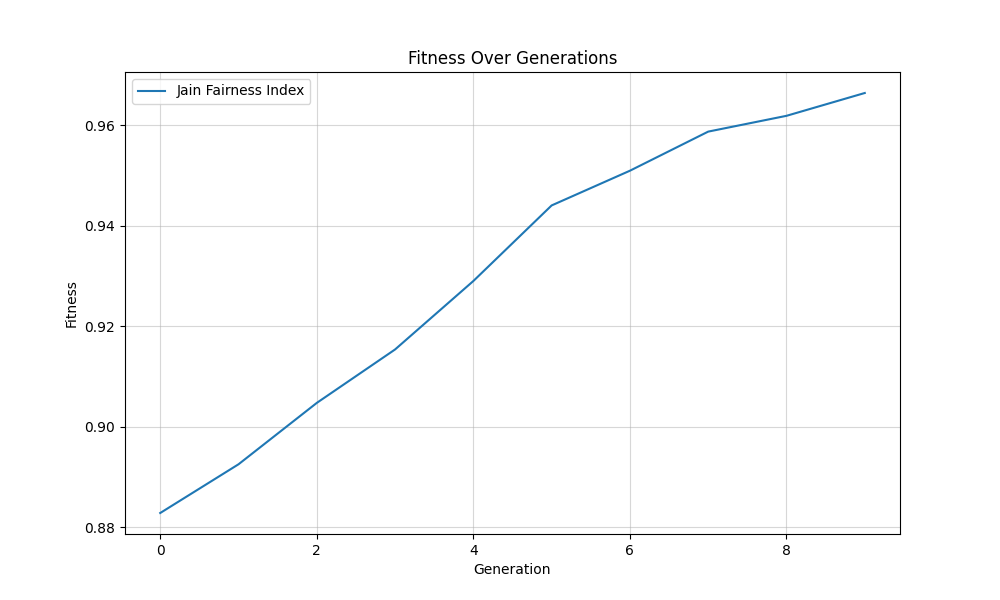 Fitness Over Generations
Jain Fairness Index
0.96
0.94
0.92
0.90
0.88
Fitness
0 2 4 6 8
Generation